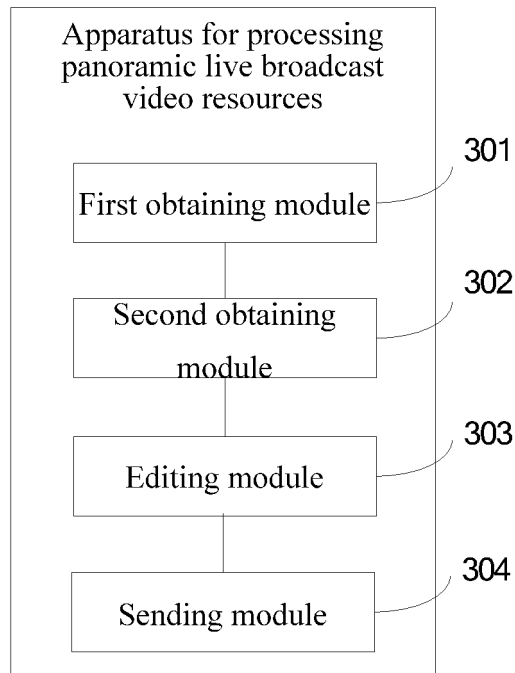 Apparatus for processing
panoramic live broadcast
video resources
301
First obtaining module
302
Second obtaining
module
303
Editing module
304
Sending module